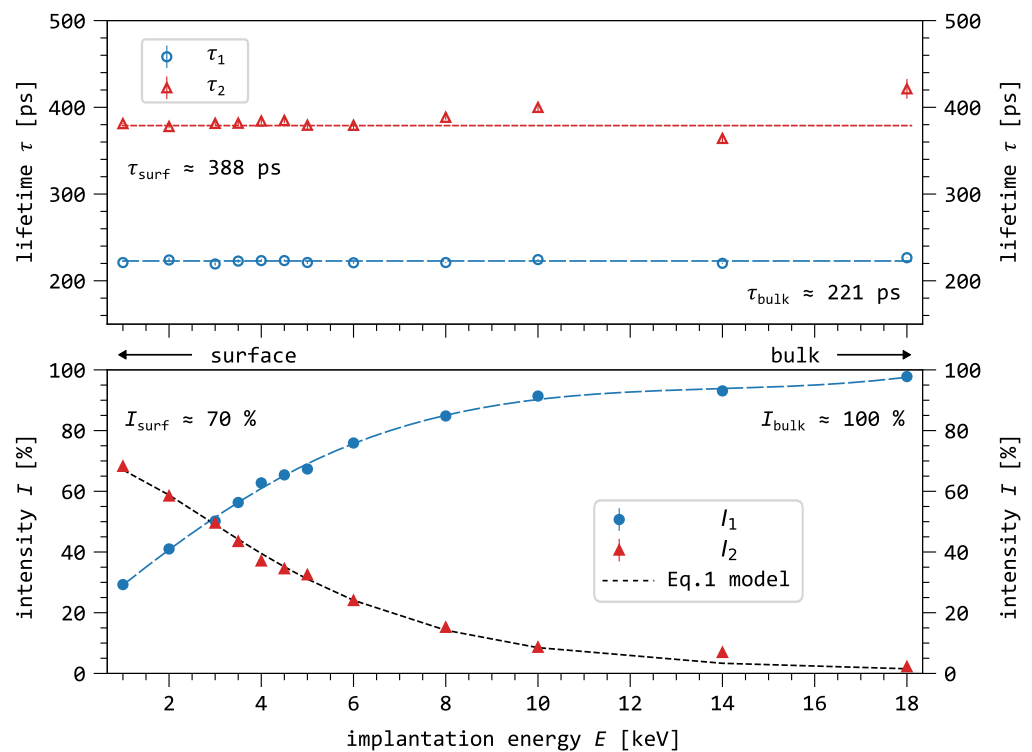 500
400
300
200
lifetime τ [ps]
τ₁
τ₂
τsurf ≈ 388 ps
τbulk ≈ 221 ps
500
400
300
200
lifetime τ [ps]
surface
bulk
100
80
60
40
20
0
intensity I [%]
Isurf ≈ 70 %
Ibulk ≈ 100 %
I₁
I₂
Eq.1 model
100
80
60
40
20
0
intensity I [%]
2 4 6 8 10 12 14 16 18
implantation energy E [keV]